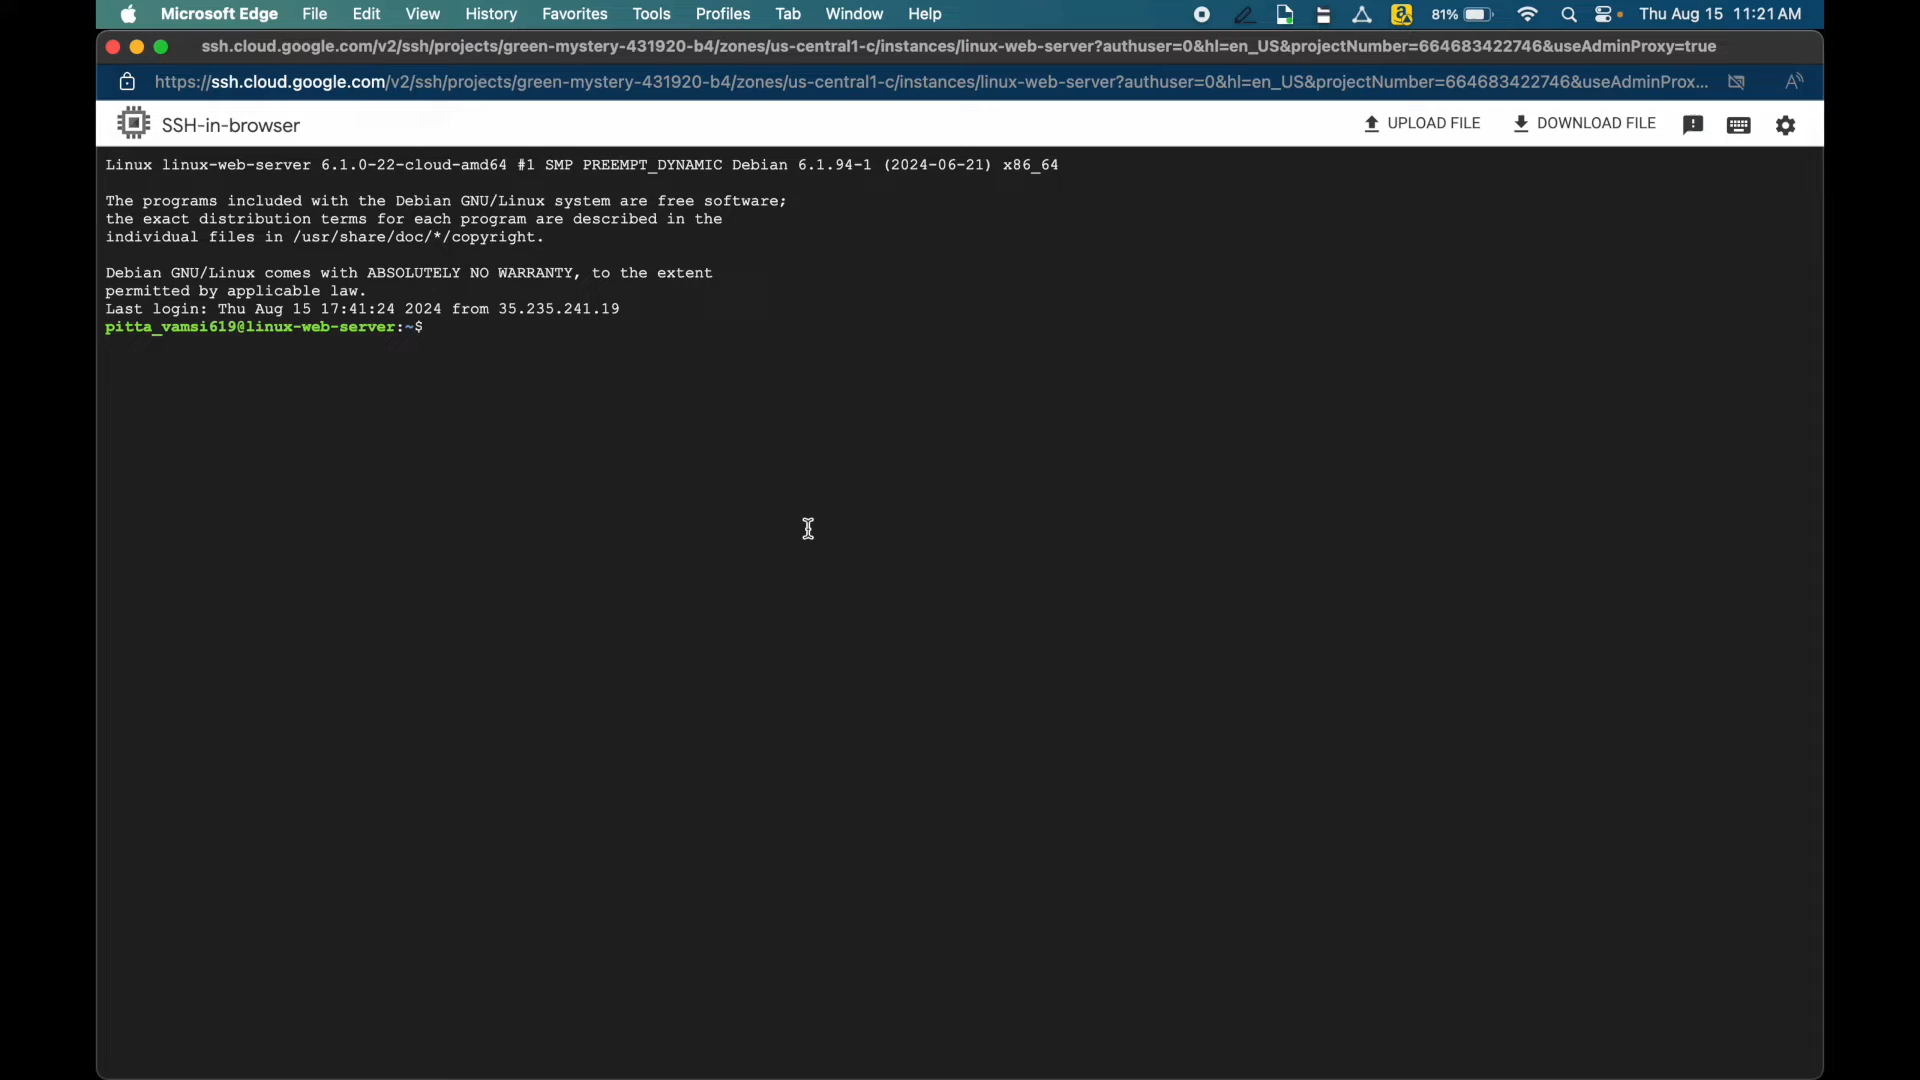 Microsoft Edge File Edit View History Favorites Tools Profiles Tab Window Help 81% Thu Aug 15 11:21 AM
ssh.cloud.google.com/v2/ssh/projects/green-mystery-431920-b4/zones/us-central1-c/instances/linux-web-server?authuser=0&hl=en_US&projectNumber=664683422746&useAdminProxy=true
https://ssh.cloud.google.com/v2/ssh/projects/green-mystery-431920-b4/zones/us-central1-c/instances/linux-web-server?authuser=0&hl=en_US&projectNumber=664683422746&useAdminProx...
SSH-in-browser UPLOAD FILE DOWNLOAD FILE
Linux linux-web-server 6.1.0-22-cloud-amd64 #1 SMP PREEMPT_DYNAMIC Debian 6.1.94-1 (2024-06-21) x86_64
The programs included with the Debian GNU/Linux system are free software;
the exact distribution terms for each program are described in the
individual files in /usr/share/doc/*/copyright.
Debian GNU/Linux comes with ABSOLUTELY NO WARRANTY, to the extent
permitted by applicable law.
Last login: Thu Aug 15 17:41:24 2024 from 35.235.241.19
pitta_vamsi619@linux-web-server:~$